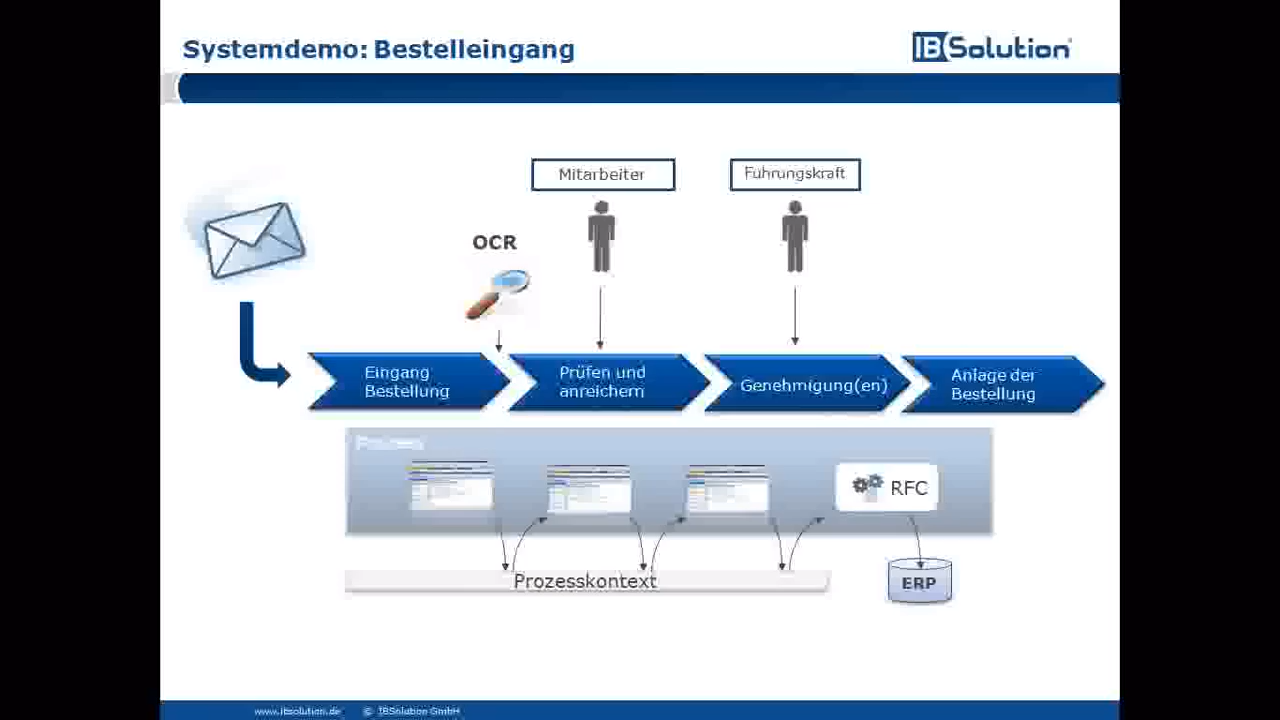 Systemdemo: Bestelleingang
IBSolution
Mitarbeiter
Führungskraft
OCR
Eingang
Bestellung
Prüfen und
anreichern
Genehmigung(en)
Anlage der
Bestellung
Prozess
RFC
Prozesskontext
ERP
www.ibsolution.de © IBSolution GmbH